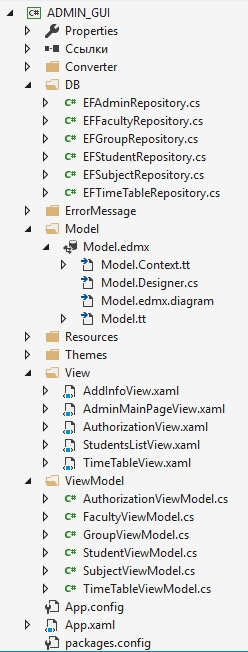 ADMIN_GUI
Properties
Ссылки
Converter
DB
EFAdminRepository.cs
EFFacultyRepository.cs
EFGroupRepository.cs
EFStudentRepository.cs
EFSubjectRepository.cs
EFTimeTableRepository.cs
ErrorMessage
Model
Model.edmx
Model.Context.tt
Model.Designer.cs
Model.edmx.diagram
Model.tt
Resources
Themes
View
AddInfoView.xaml
AdminMainPageView.xaml
AuthorizationView.xaml
StudentsListView.xaml
TimeTableView.xaml
ViewModel
AuthorizationViewModel.cs
FacultyViewModel.cs
GroupViewModel.cs
StudentViewModel.cs
SubjectViewModel.cs
TimeTableViewModel.cs
App.config
App.xaml
packages.config